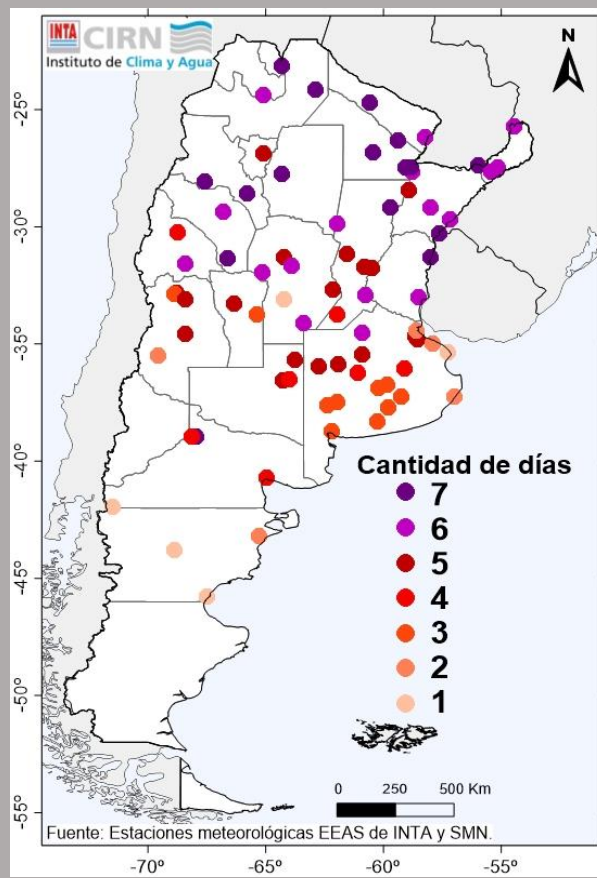 INTA
CIRN
Instituto de Clima y Agua
N
-25°
-30°
-35°
-40°
-45°
-50°
-55°
Cantidad de días
7
6
5
4
3
2
1
0 250 500 Km
Fuente: Estaciones meteorológicas EEAS de INTA y SMN.
-70° -65° -60° -55°